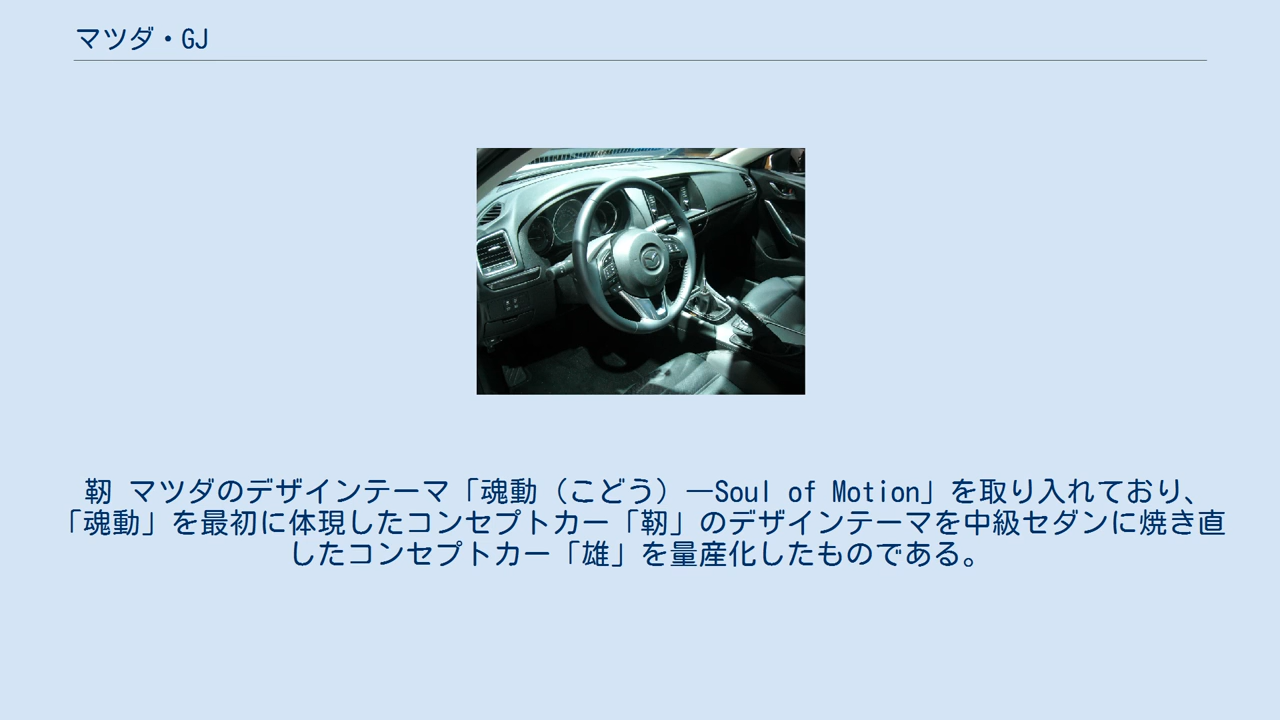 マツダ・GJ
靭 マツダのデザインテーマ「魂動（こどう）―Soul of Motion」を取り入れており、
「魂動」を最初に体現したコンセプトカー「靭」のデザインテーマを中級セダンに焼き直
したコンセプトカー「雄」を量産化したものである。